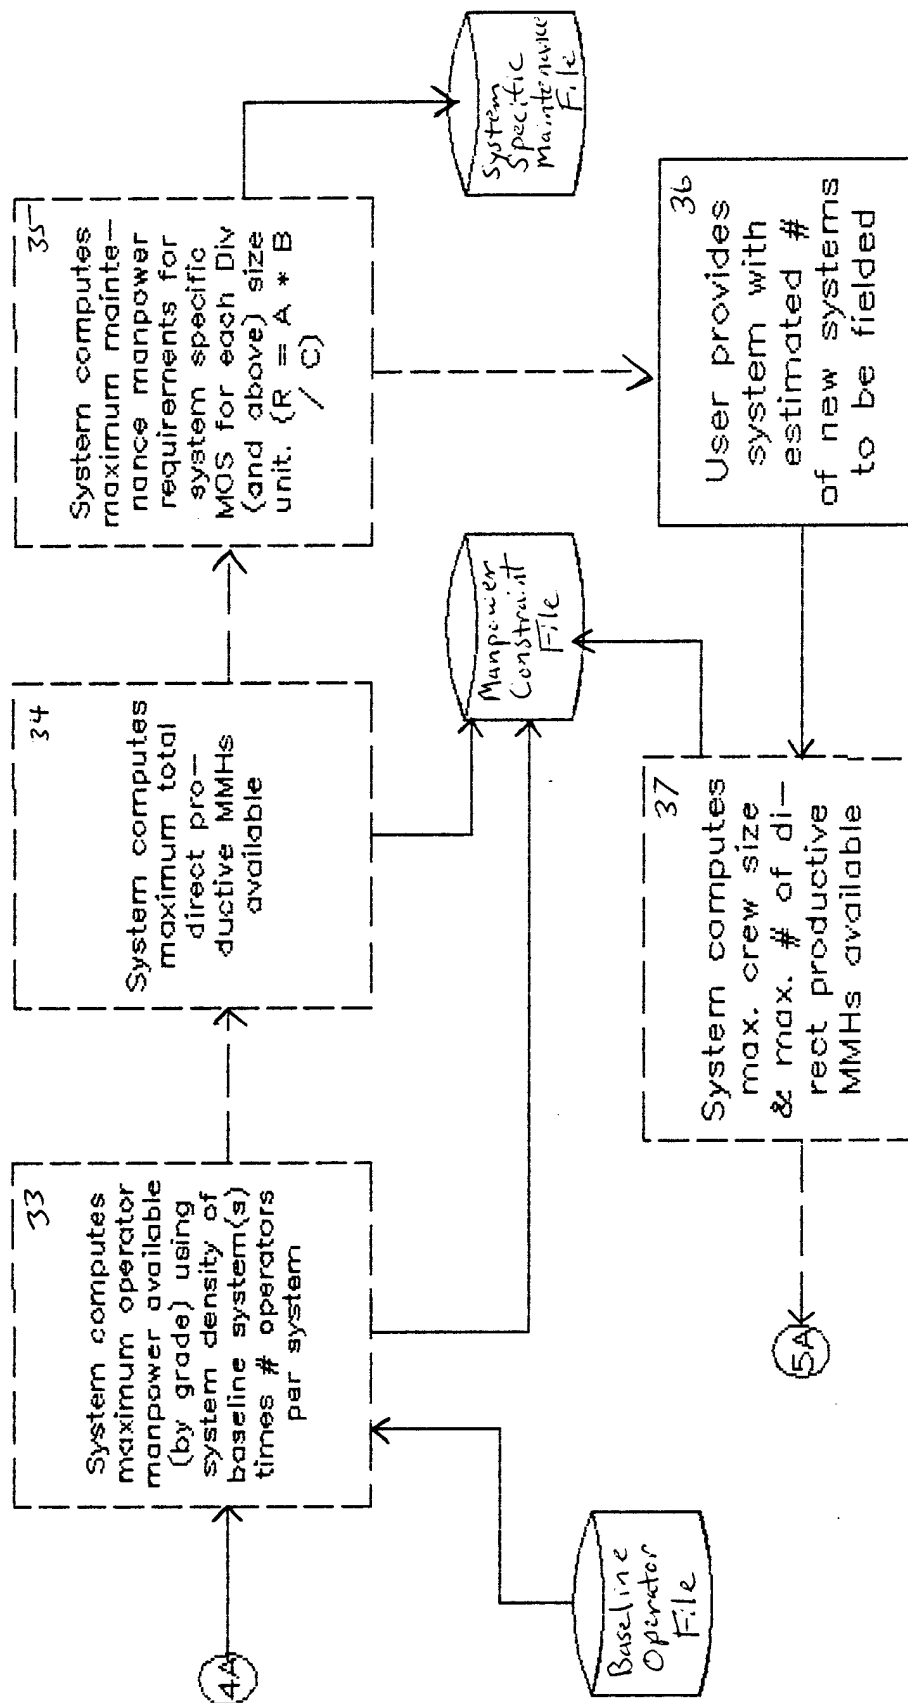 4A
33
System computes
maximum operator
manpower available
(by grade) using
system density of
baseline system(s)
times # operators
per system
34
System computes
maximum total
direct pro-
ductive MMHs
available
35
System computes
maximum mainte-
nance manpower
requirements for
system specific
MOS for each Div
(and above) size
unit. (R = A * B
/ C)
Baseline
Operator
File
Manpower
Constraint
File
System
Specific
Maintenance
File
37
System computes
max. crew size
& max. # of di-
rect productive
MMHs available
36
User provides
system with
estimated #
of new systems
to be fielded
5A